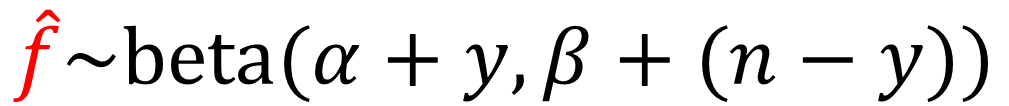 f̂~beta(α + y, β + (n − y))